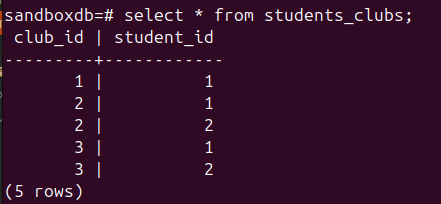 sandboxdb=# select * from students_clubs;
 club_id | student_id
---------+------------
       1 |          1
       2 |          1
       2 |          2
       3 |          1
       3 |          2
(5 rows)